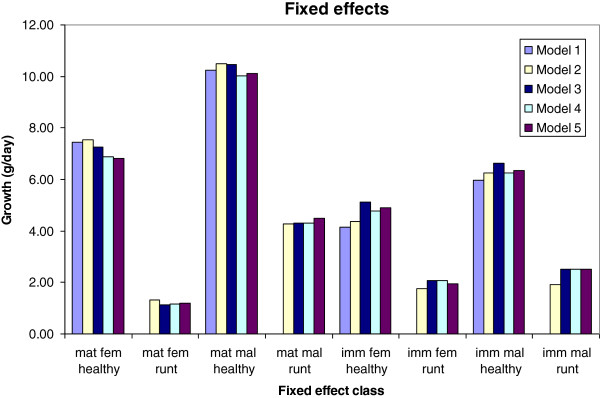 Fixed effects
12.00
10.00
8.00
6.00
4.00
2.00
0.00
Growth (g/day)
Model 1
Model 2
Model 3
Model 4
Model 5
mat fem
healthy
mat fem
runt
mat mal
healthy
mat mal
runt
imm fem
healthy
imm fem
runt
imm mal
healthy
imm mal
runt
Fixed effect class